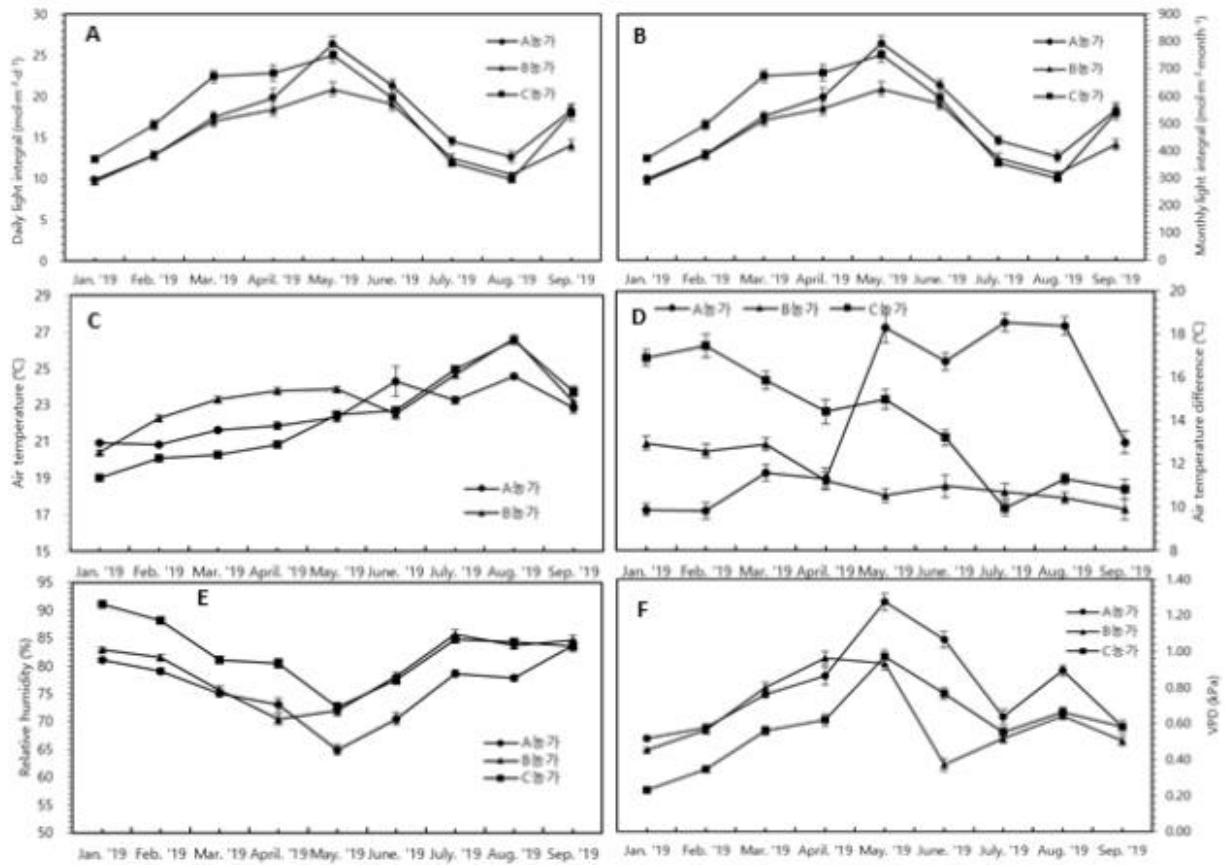 A
Daily light integral (mol·m⁻²·d⁻¹)
30
25
20
15
10
5
0
A농가
B농가
C농가
Jan. '19 Feb. '19 Mar. '19 April. '19 May. '19 June. '19 July. '19 Aug. '19 Sep. '19
B
A농가
B농가
C농가
900
800
700
600
500
400
300
200
100
0
Monthly light integral (mol·m⁻²·month⁻¹)
Jan. '19 Feb. '19 Mar. '19 April. '19 May. '19 June. '19 July. '19 Aug. '19 Sep. '19
C
Air temperature (℃)
29
27
25
23
21
19
17
15
A농가
B농가
Jan. '19 Feb. '19 Mar. '19 April. '19 May. '19 June. '19 July. '19 Aug. '19 Sep. '19
D
A농가 B농가 C농가
20
18
16
14
12
10
8
Air temperature difference (℃)
Jan. '19 Feb. '19 Mar. '19 April. '19 May. '19 June. '19 July. '19 Aug. '19 Sep. '19
E
Relative humidity (%)
95
90
85
80
75
70
65
60
55
50
A농가
B농가
C농가
Jan. '19 Feb. '19 Mar. '19 April. '19 May. '19 June. '19 July. '19 Aug. '19 Sep. '19
F
A농가
B농가
C농가
1.40
1.20
1.00
0.80
0.60
0.40
0.20
0.00
VPD (kPa)
Jan. '19 Feb. '19 Mar. '19 April. '19 May. '19 June. '19 July. '19 Aug. '19 Sep. '19